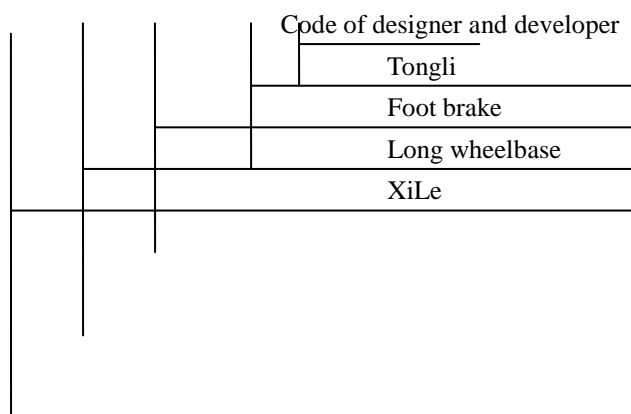 Code of designer and developer
Tongli
Foot brake
Long wheelbase
XiLe